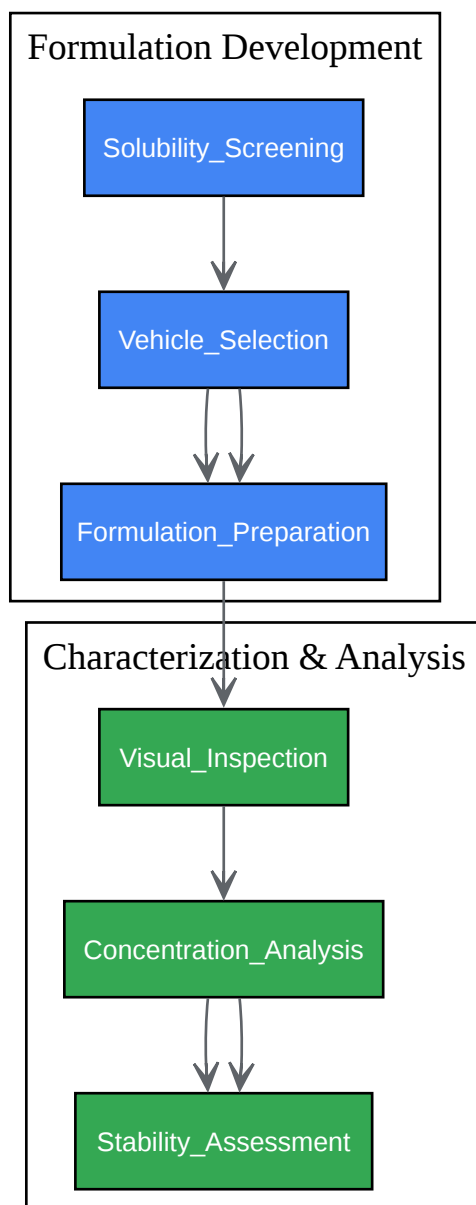 Formulation Development
Solubility_Screening
Vehicle_Selection
Formulation_Preparation
Characterization & Analysis
Visual_Inspection
Concentration_Analysis
Stability_Assessment